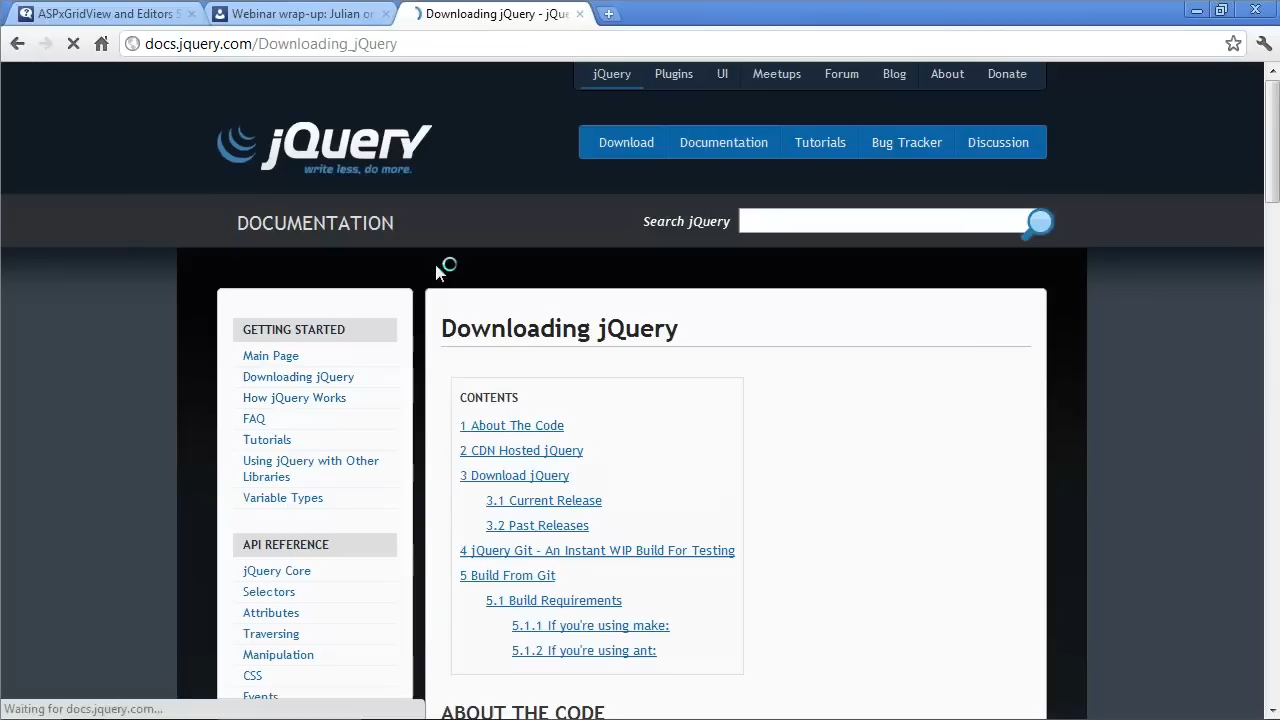 ASPxGridView and Editors 5
Webinar wrap-up: Julian or
Downloading jQuery - jQue
docs.jquery.com/Downloading_jQuery
jQuery Plugins UI Meetups Forum Blog About Donate
jQuery
write less, do more.
Download Documentation Tutorials Bug Tracker Discussion
DOCUMENTATION
Search jQuery
GETTING STARTED
Main Page
Downloading jQuery
How jQuery Works
FAQ
Tutorials
Using jQuery with Other
Libraries
Variable Types
API REFERENCE
jQuery Core
Selectors
Attributes
Traversing
Manipulation
CSS
Events
Downloading jQuery
CONTENTS
1 About The Code
2 CDN Hosted jQuery
3 Download jQuery
3.1 Current Release
3.2 Past Releases
4 jQuery Git - An Instant WIP Build For Testing
5 Build From Git
5.1 Build Requirements
5.1.1 If you're using make:
5.1.2 If you're using ant:
ABOUT THE CODE
Waiting for docs.jquery.com...